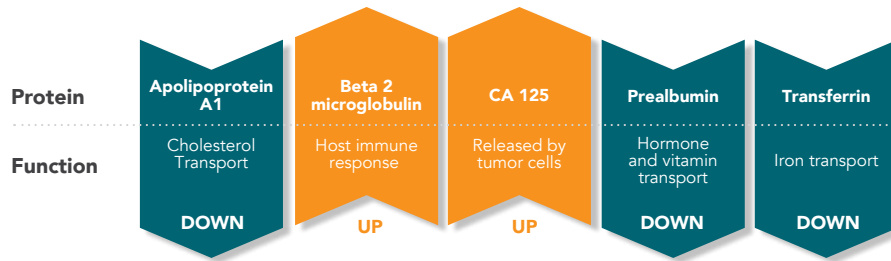 Protein
Apolipoprotein
A1
Beta 2
microglobulin
CA 125
Prealbumin
Transferrin
Function
Cholesterol
Transport
Host immune
response
Released by
tumor cells
Hormone
and vitamin
transport
Iron transport
DOWN
UP
UP
DOWN
DOWN